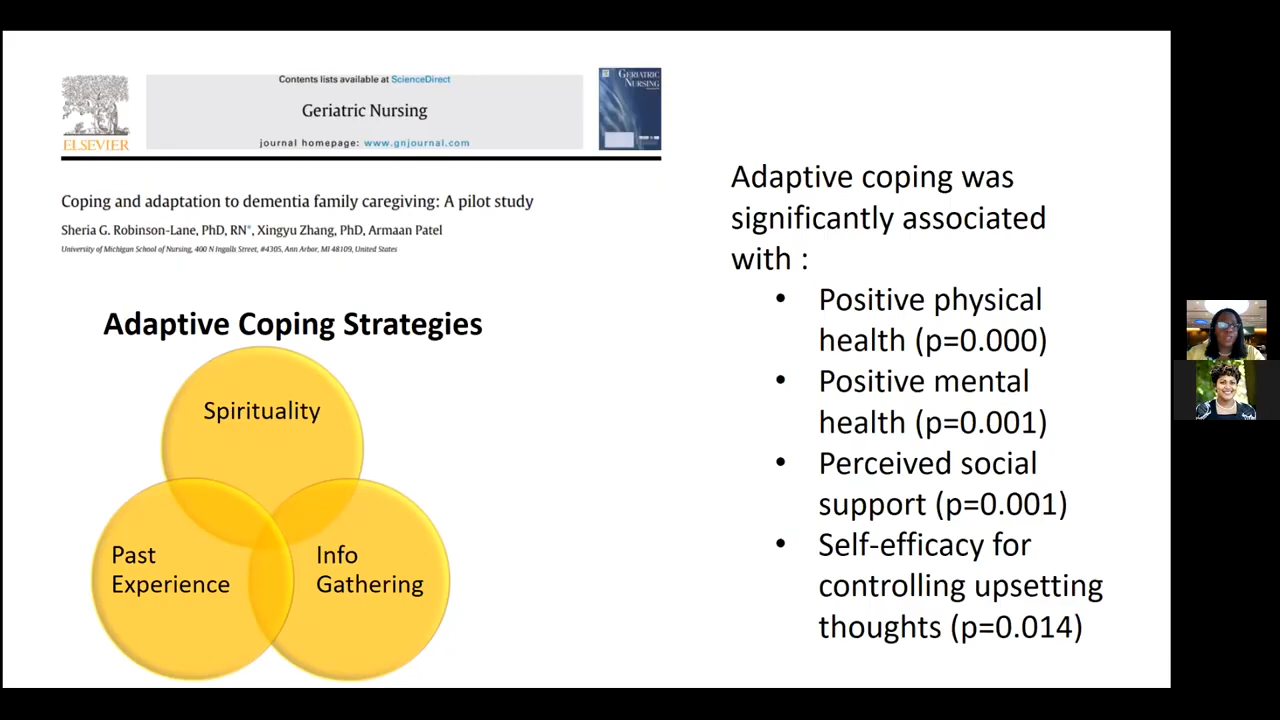 Contents lists available at ScienceDirect
Geriatric Nursing
journal homepage: www.gnjournal.com
ELSEVIER
GERIATRIC
NURSING
Coping and adaptation to dementia family caregiving: A pilot study
Sheria G. Robinson-Lane, PhD, RN*, Xingyu Zhang, PhD, Armaan Patel
University of Michigan School of Nursing, 400 N Ingalls Street, #4305, Ann Arbor, MI 48109, United States
Adaptive Coping Strategies
Spirituality
Past
Experience
Info
Gathering
Adaptive coping was
significantly associated
with :
• Positive physical
health (p=0.000)
• Positive mental
health (p=0.001)
• Perceived social
support (p=0.001)
• Self-efficacy for
controlling upsetting
thoughts (p=0.014)